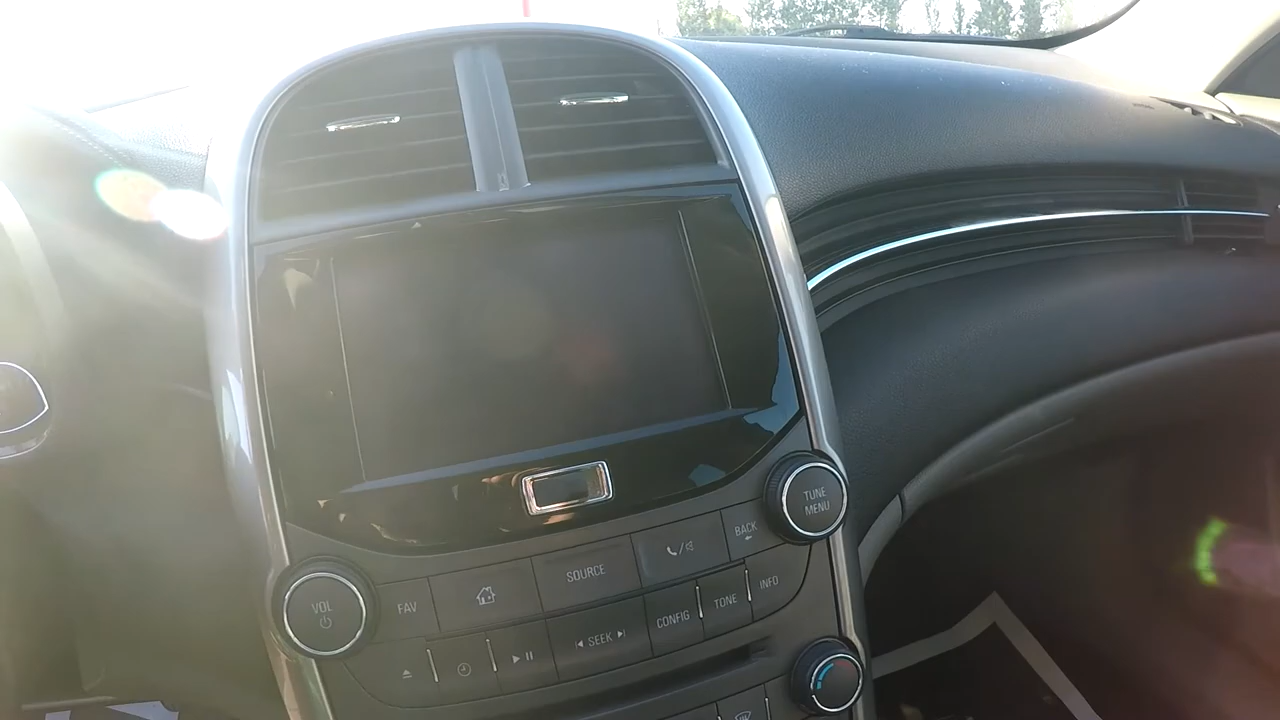 TUNE
MENU
BACK
SOURCE
VOL
FAV
INFO
TONE
CONFIG
SEEK